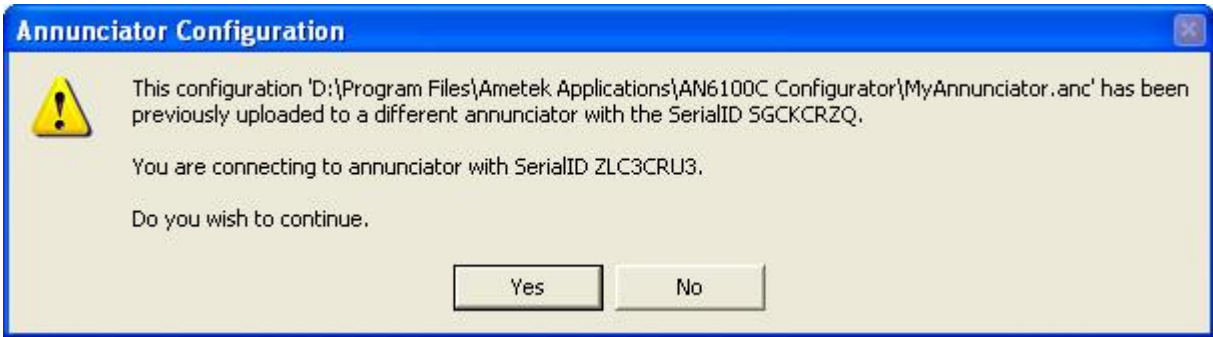 Annunciator Configuration
This configuration 'D:\Program Files\Ametek Applications\AN6100C Configurator\MyAnnunciator.anc' has been
previously uploaded to a different annunciator with the SerialID SGCKCRZQ.
You are connecting to annunciator with SerialID ZLC3CRU3.
Do you wish to continue.
Yes No